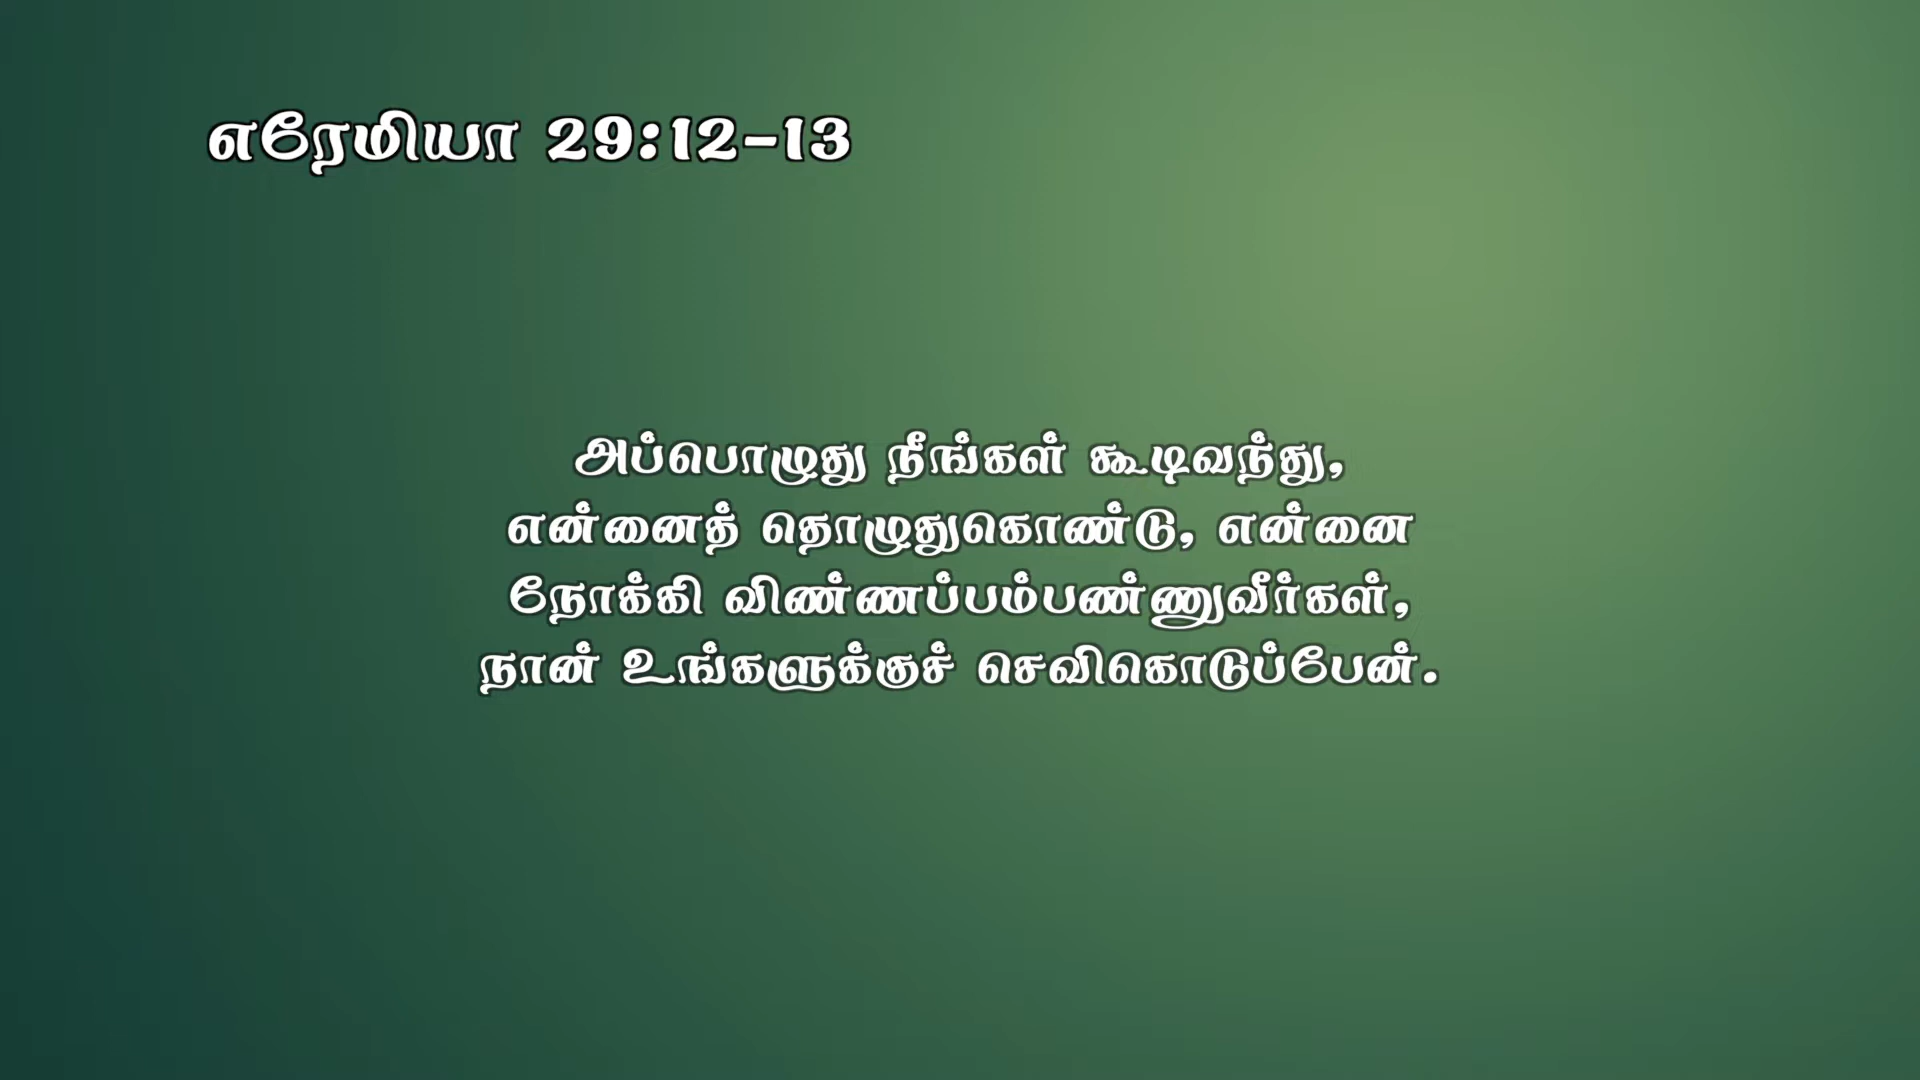 எரேமியா 29:12-13
அப்பொழுது நீங்கள் கூடிவந்து,
என்னைத் தொழுதுகொண்டு, என்னை
நோக்கி விண்ணப்பம்பண்ணுவீர்கள்,
நான் உங்களுக்குச் செவிகொடுப்பேன்.